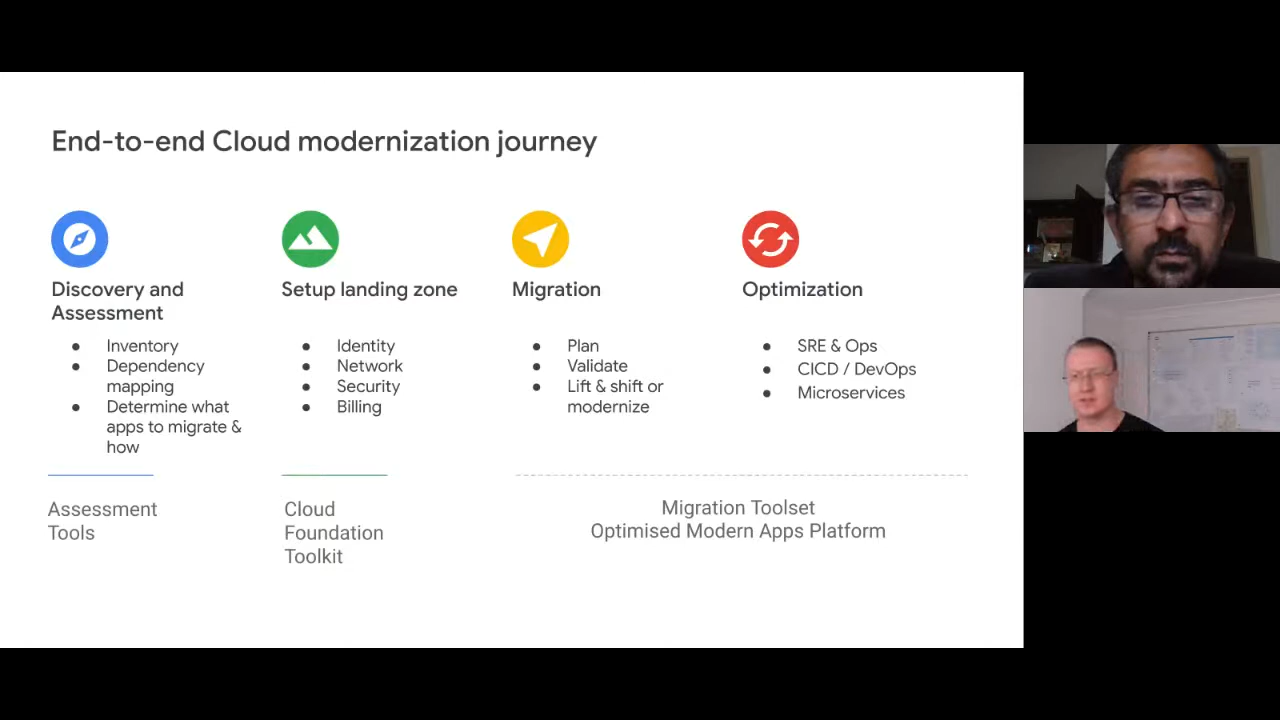 End-to-end Cloud modernization journey
Discovery and
Assessment
Inventory
Dependency
mapping
Determine what
apps to migrate &
how
Assessment
Tools
Setup landing zone
Identity
Network
Security
Billing
Cloud
Foundation
Toolkit
Migration
Plan
Validate
Lift & shift or
modernize
Optimization
SRE & Ops
CICD / DevOps
Microservices
Migration Toolset
Optimised Modern Apps Platform